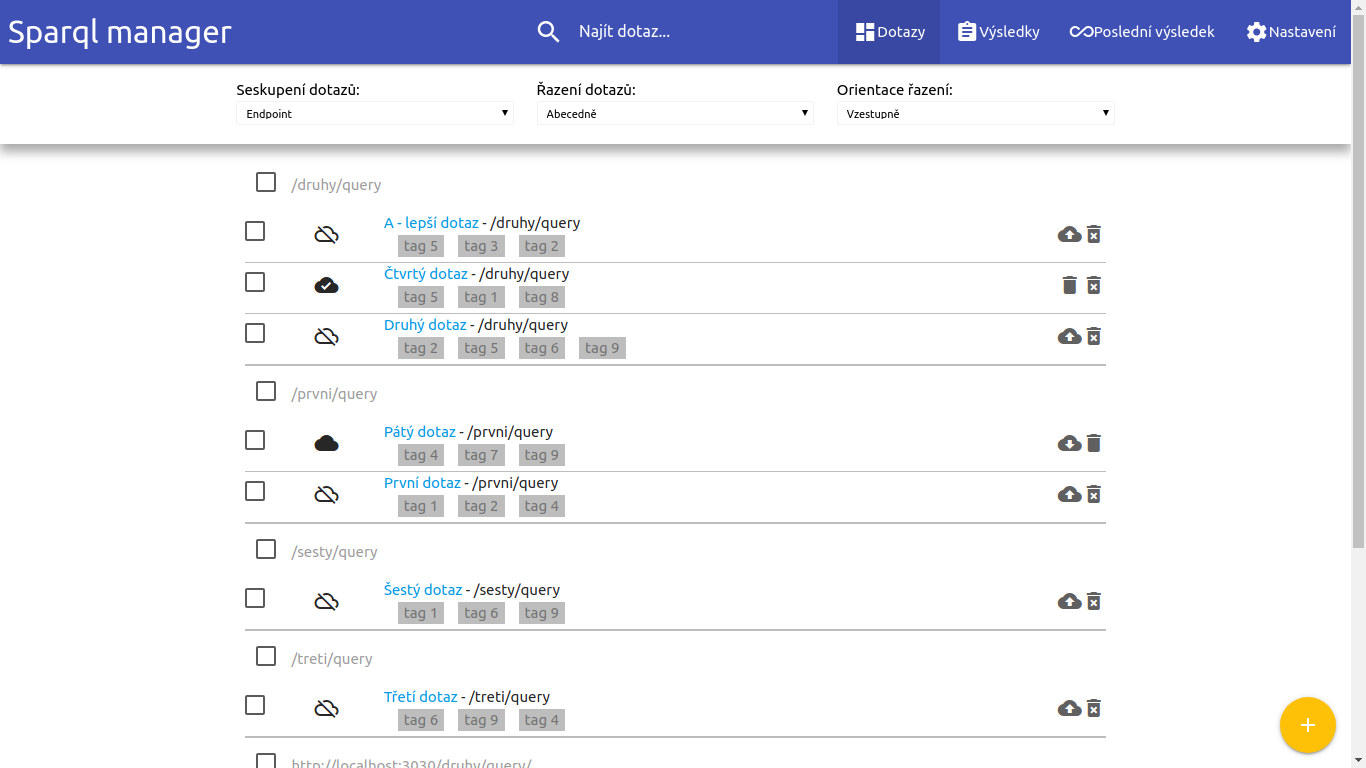 Sparql manager
Najít dotaz...
Dotazy
Výsledky
Poslední výsledek
Nastavení
Seskupení dotazů: Řazení dotazů: Orientace řazení:
Endpoint Abecedně Vzestupně
/druhy/query
A - lepší dotaz - /druhy/query
tag 5 tag 3 tag 2
Čtvrtý dotaz - /druhy/query
tag 5 tag 1 tag 8
Druhý dotaz - /druhy/query
tag 2 tag 5 tag 6 tag 9
/prvni/query
Pátý dotaz - /prvni/query
tag 4 tag 7 tag 9
První dotaz - /prvni/query
tag 1 tag 2 tag 4
/sesty/query
Šestý dotaz - /sesty/query
tag 1 tag 6 tag 9
/treti/query
Třetí dotaz - /treti/query
tag 6 tag 9 tag 4
http://localhost:3030/druhy/query/